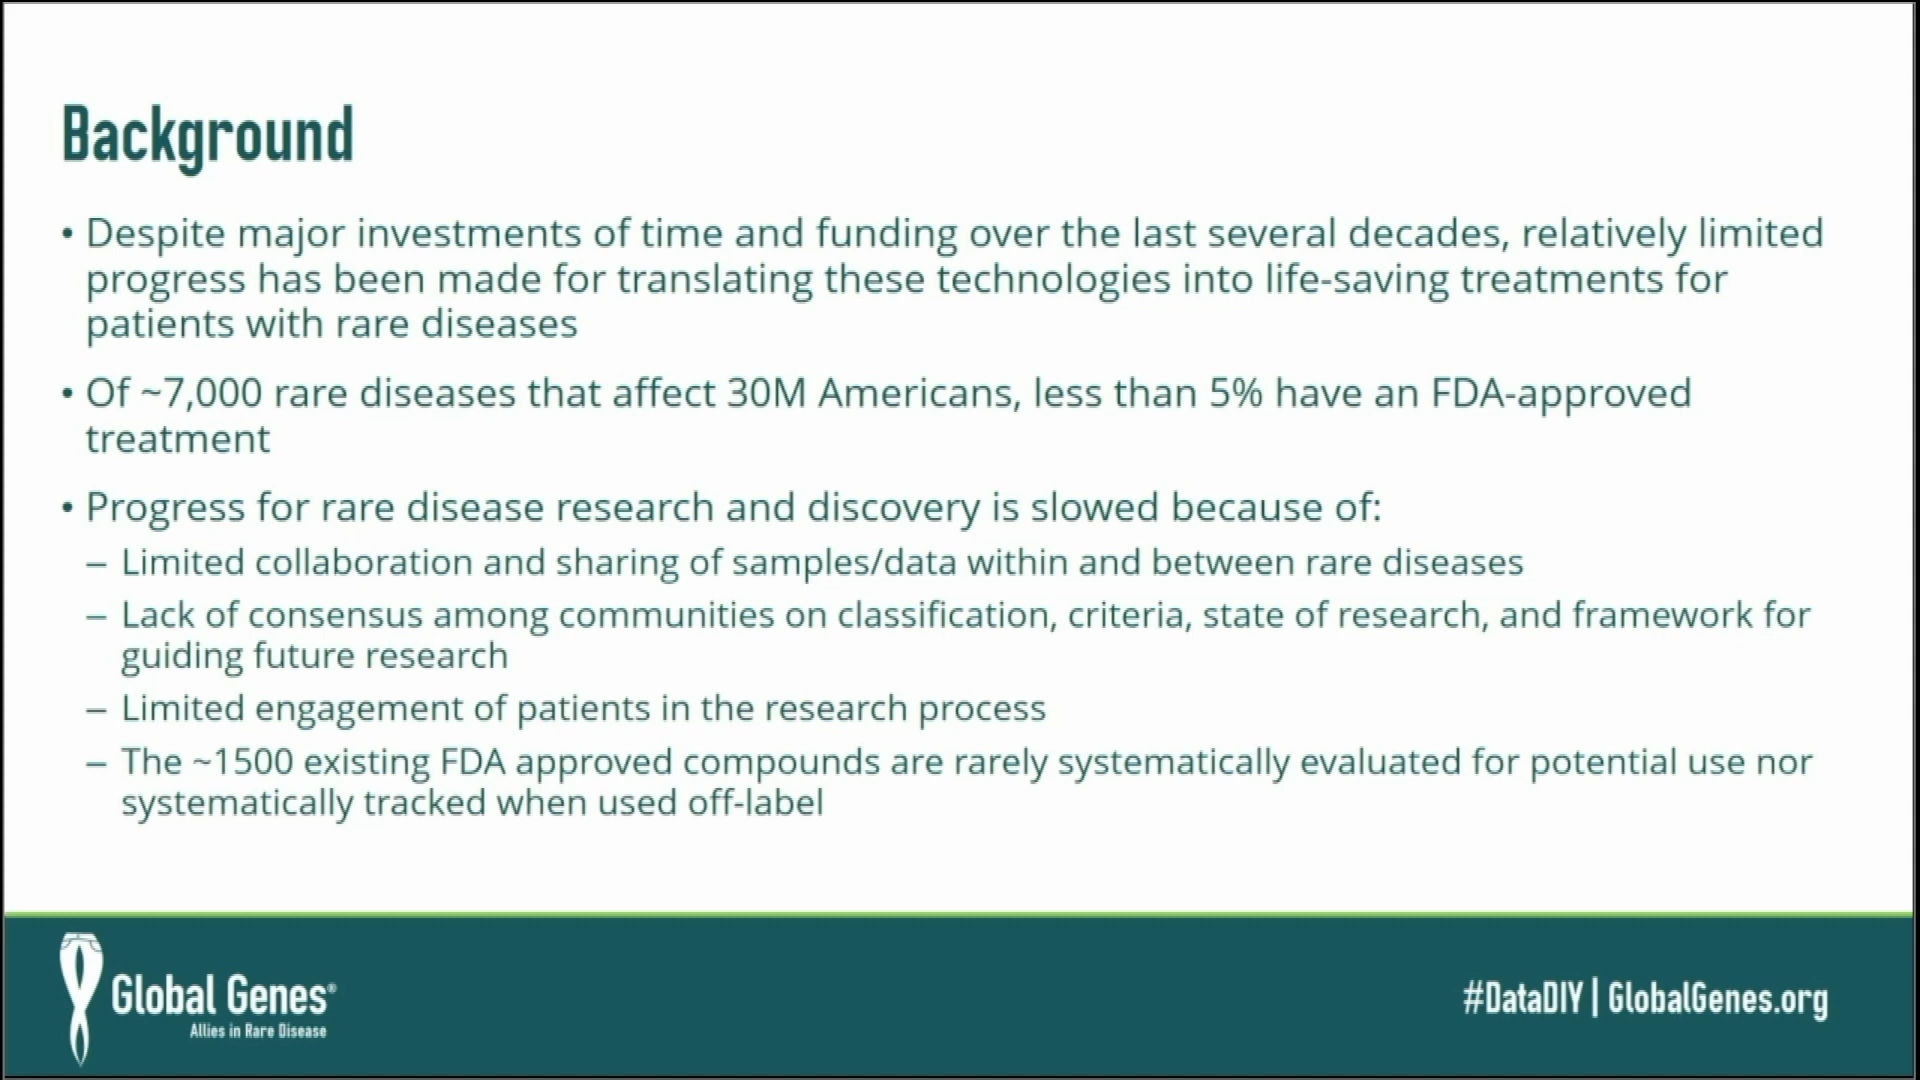 Background
• Despite major investments of time and funding over the last several decades, relatively limited
progress has been made for translating these technologies into life-saving treatments for
patients with rare diseases
• Of ~7,000 rare diseases that affect 30M Americans, less than 5% have an FDA-approved
treatment
• Progress for rare disease research and discovery is slowed because of:
– Limited collaboration and sharing of samples/data within and between rare diseases
– Lack of consensus among communities on classification, criteria, state of research, and framework for
guiding future research
– Limited engagement of patients in the research process
– The ~1500 existing FDA approved compounds are rarely systematically evaluated for potential use nor
systematically tracked when used off-label
Global Genes®
Allies in Rare Disease
#DataDIY | GlobalGenes.org